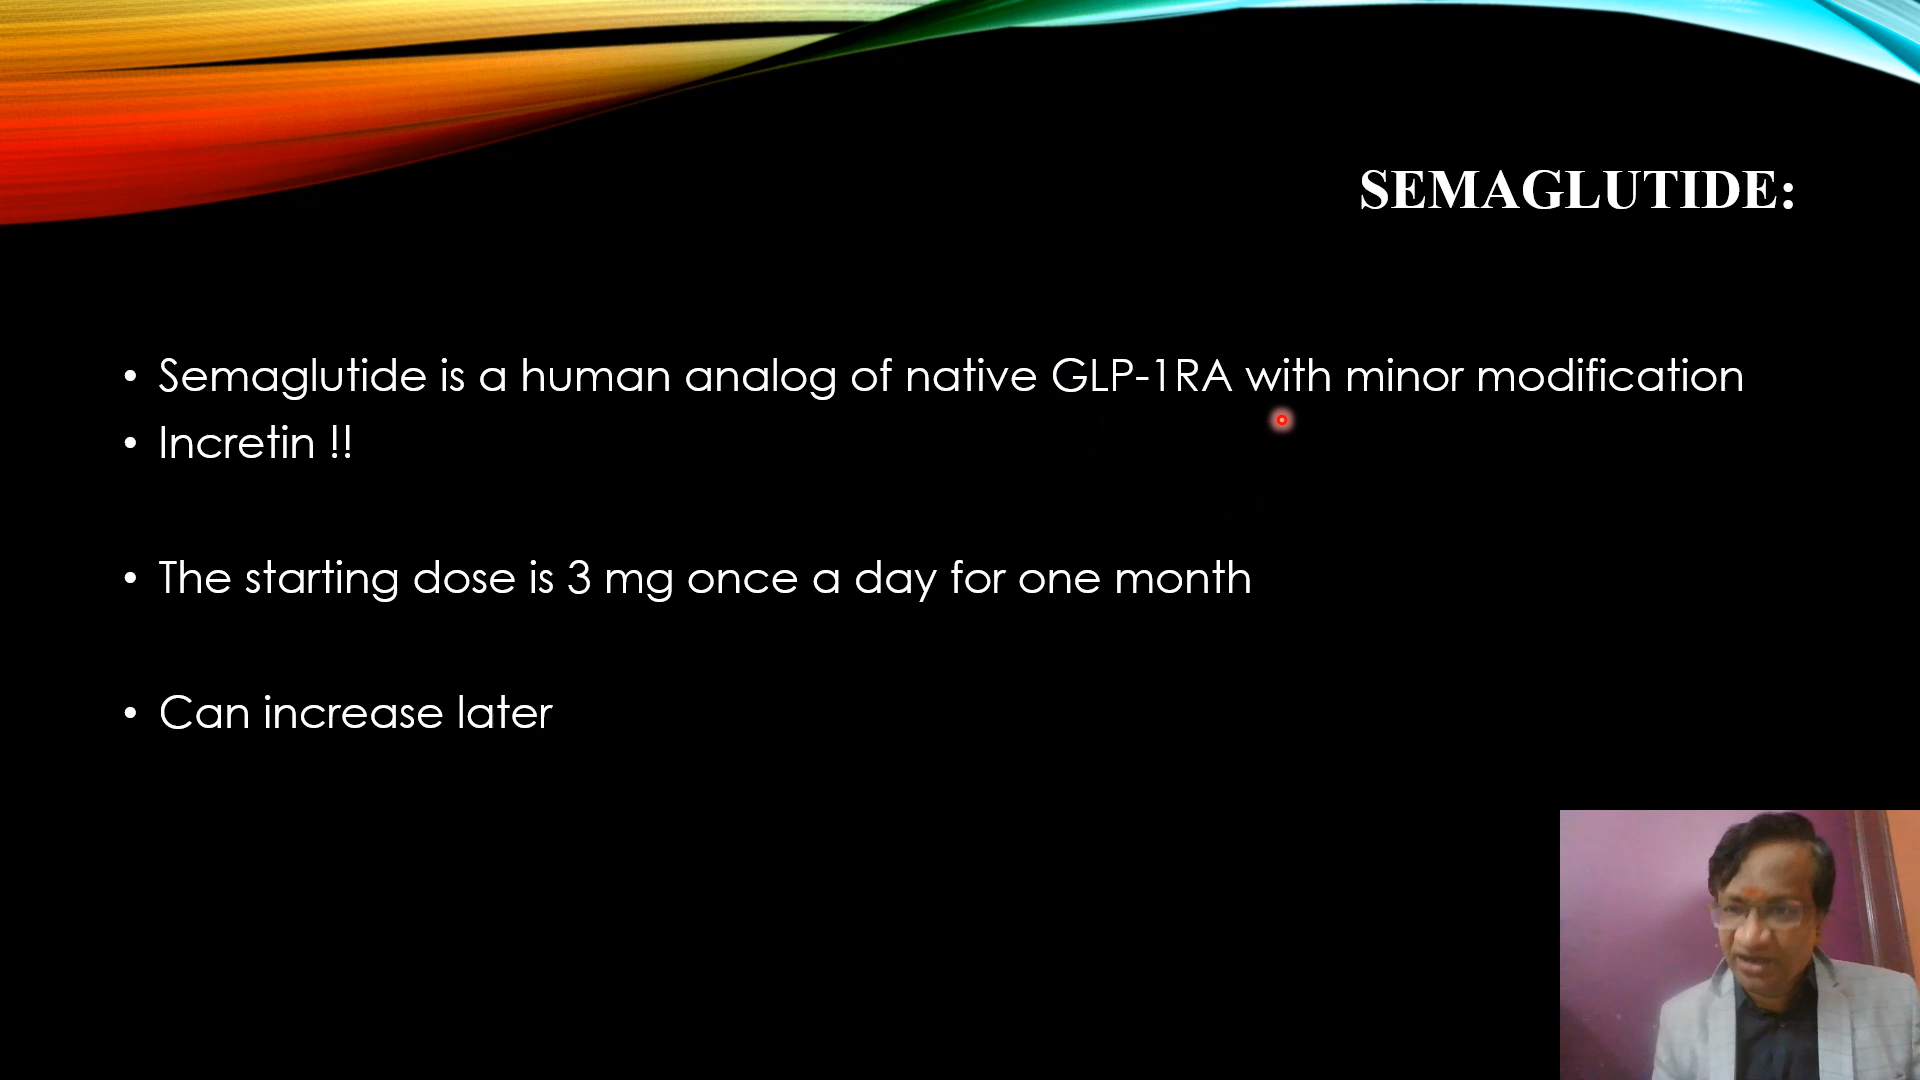 SEMAGLUTIDE:
• Semaglutide is a human analog of native GLP-1RA with minor modification
• Incretin !!
• The starting dose is 3 mg once a day for one month
• Can increase later